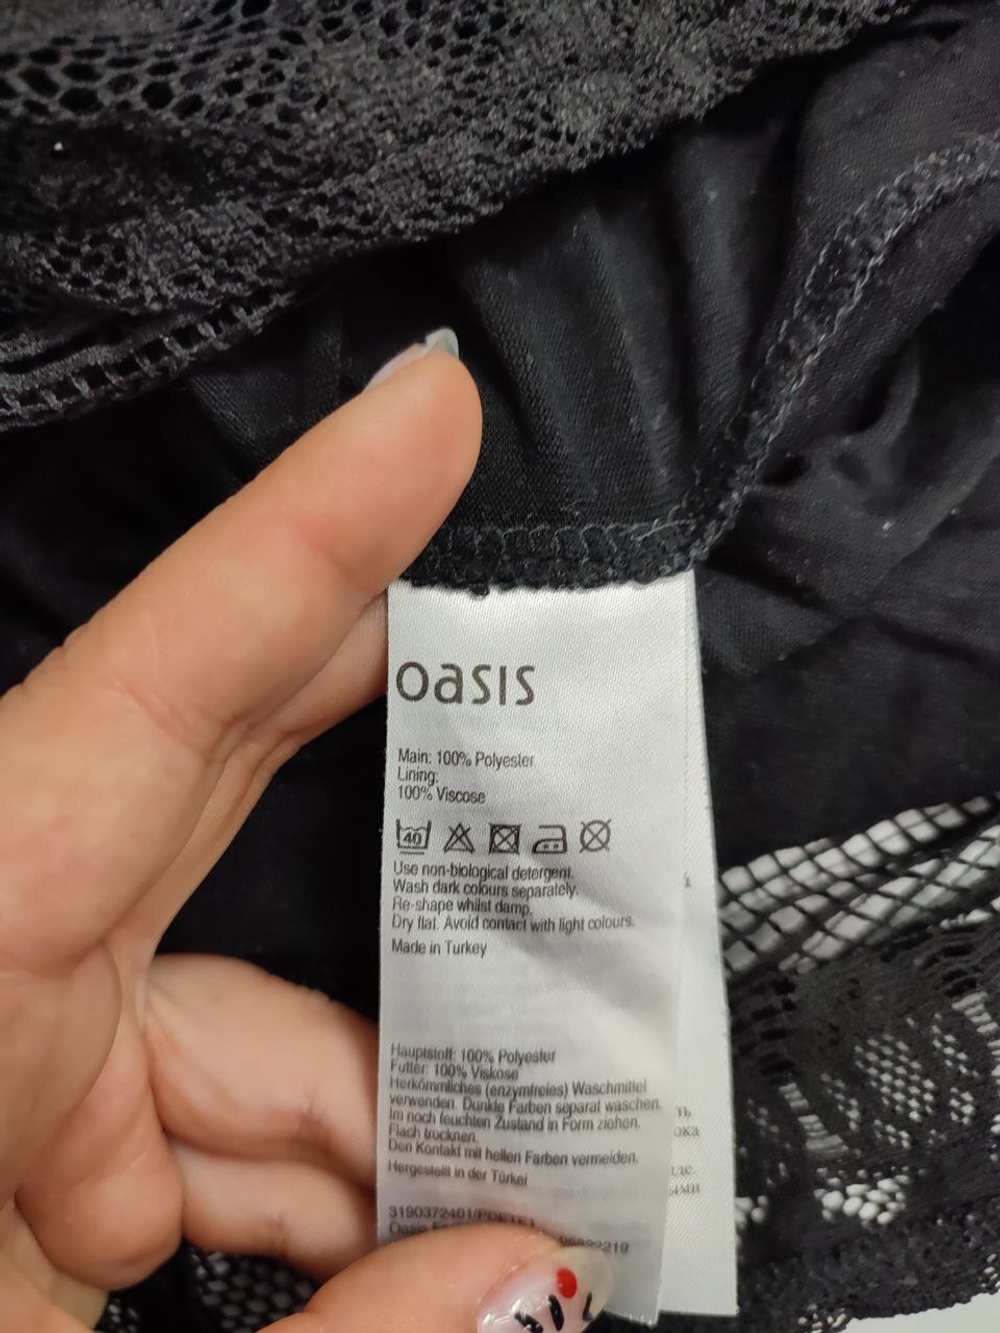 oasis
Main: 100% Polyester
Lining:
100% Viscose
40
Use non-biological detergent.
Wash dark colours separately.
Re-shape whilst damp.
Dry flat. Avoid contact with light colours.
Made in Turkey
Hauptstoff: 100% Polyester
Futter: 100% Viskose
Herkömmliches (enzymfreies) Waschmittel
verwenden. Dunkle Farben separat waschen.
Im noch feuchten Zustand in Form ziehen.
Flach trocknen.
Den Kontakt mit hellen Farben vermeiden.
Hergestellt in der Türkei
Oasis